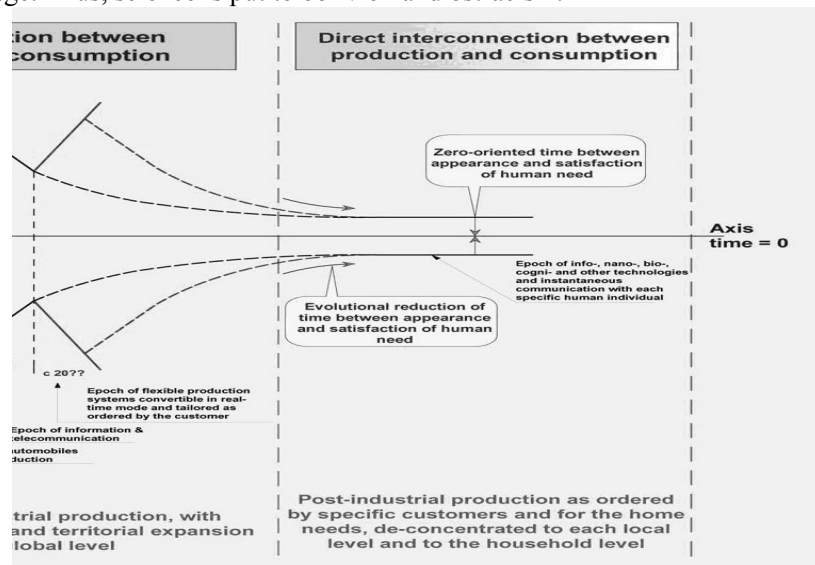 ion between
consumption
Direct interconnection between
production and consumption
Zero-oriented time between
appearance and satisfaction
of human need
Axis
time = 0
Epoch of info-, nano-, bio-,
cogni- and other technologies
and instantaneous
communication with each
specific human individual
Evolutional reduction of
time between appearance
and satisfaction of human
need
c 20??
Epoch of flexible production
systems convertible in real-
time mode and tailored as
ordered by the customer
Epoch of information &
telecommunication
automobiles
duction
trial production, with
and territorial expansion
lobal level
Post-industrial production as ordered
by specific customers and for the home
needs, de-concentrated to each local
level and to the household level